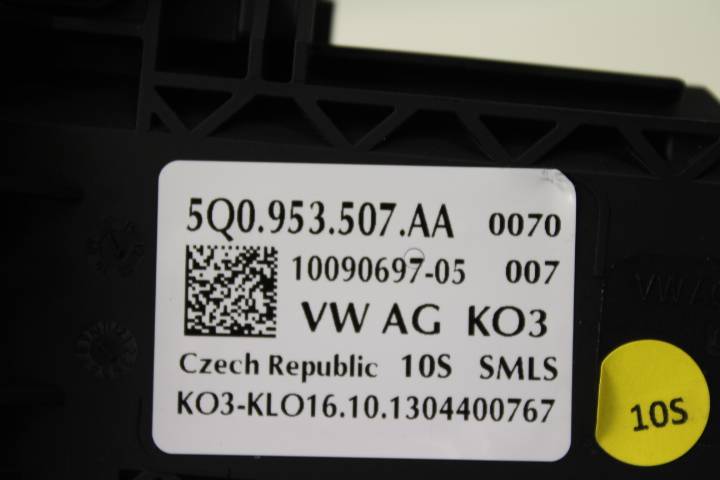 5Q0.953.507.AA 0070
10090697-05 007
VW AG KO3
Czech Republic 10S SMLS
KO3-KLO16.10.1304400767
10S